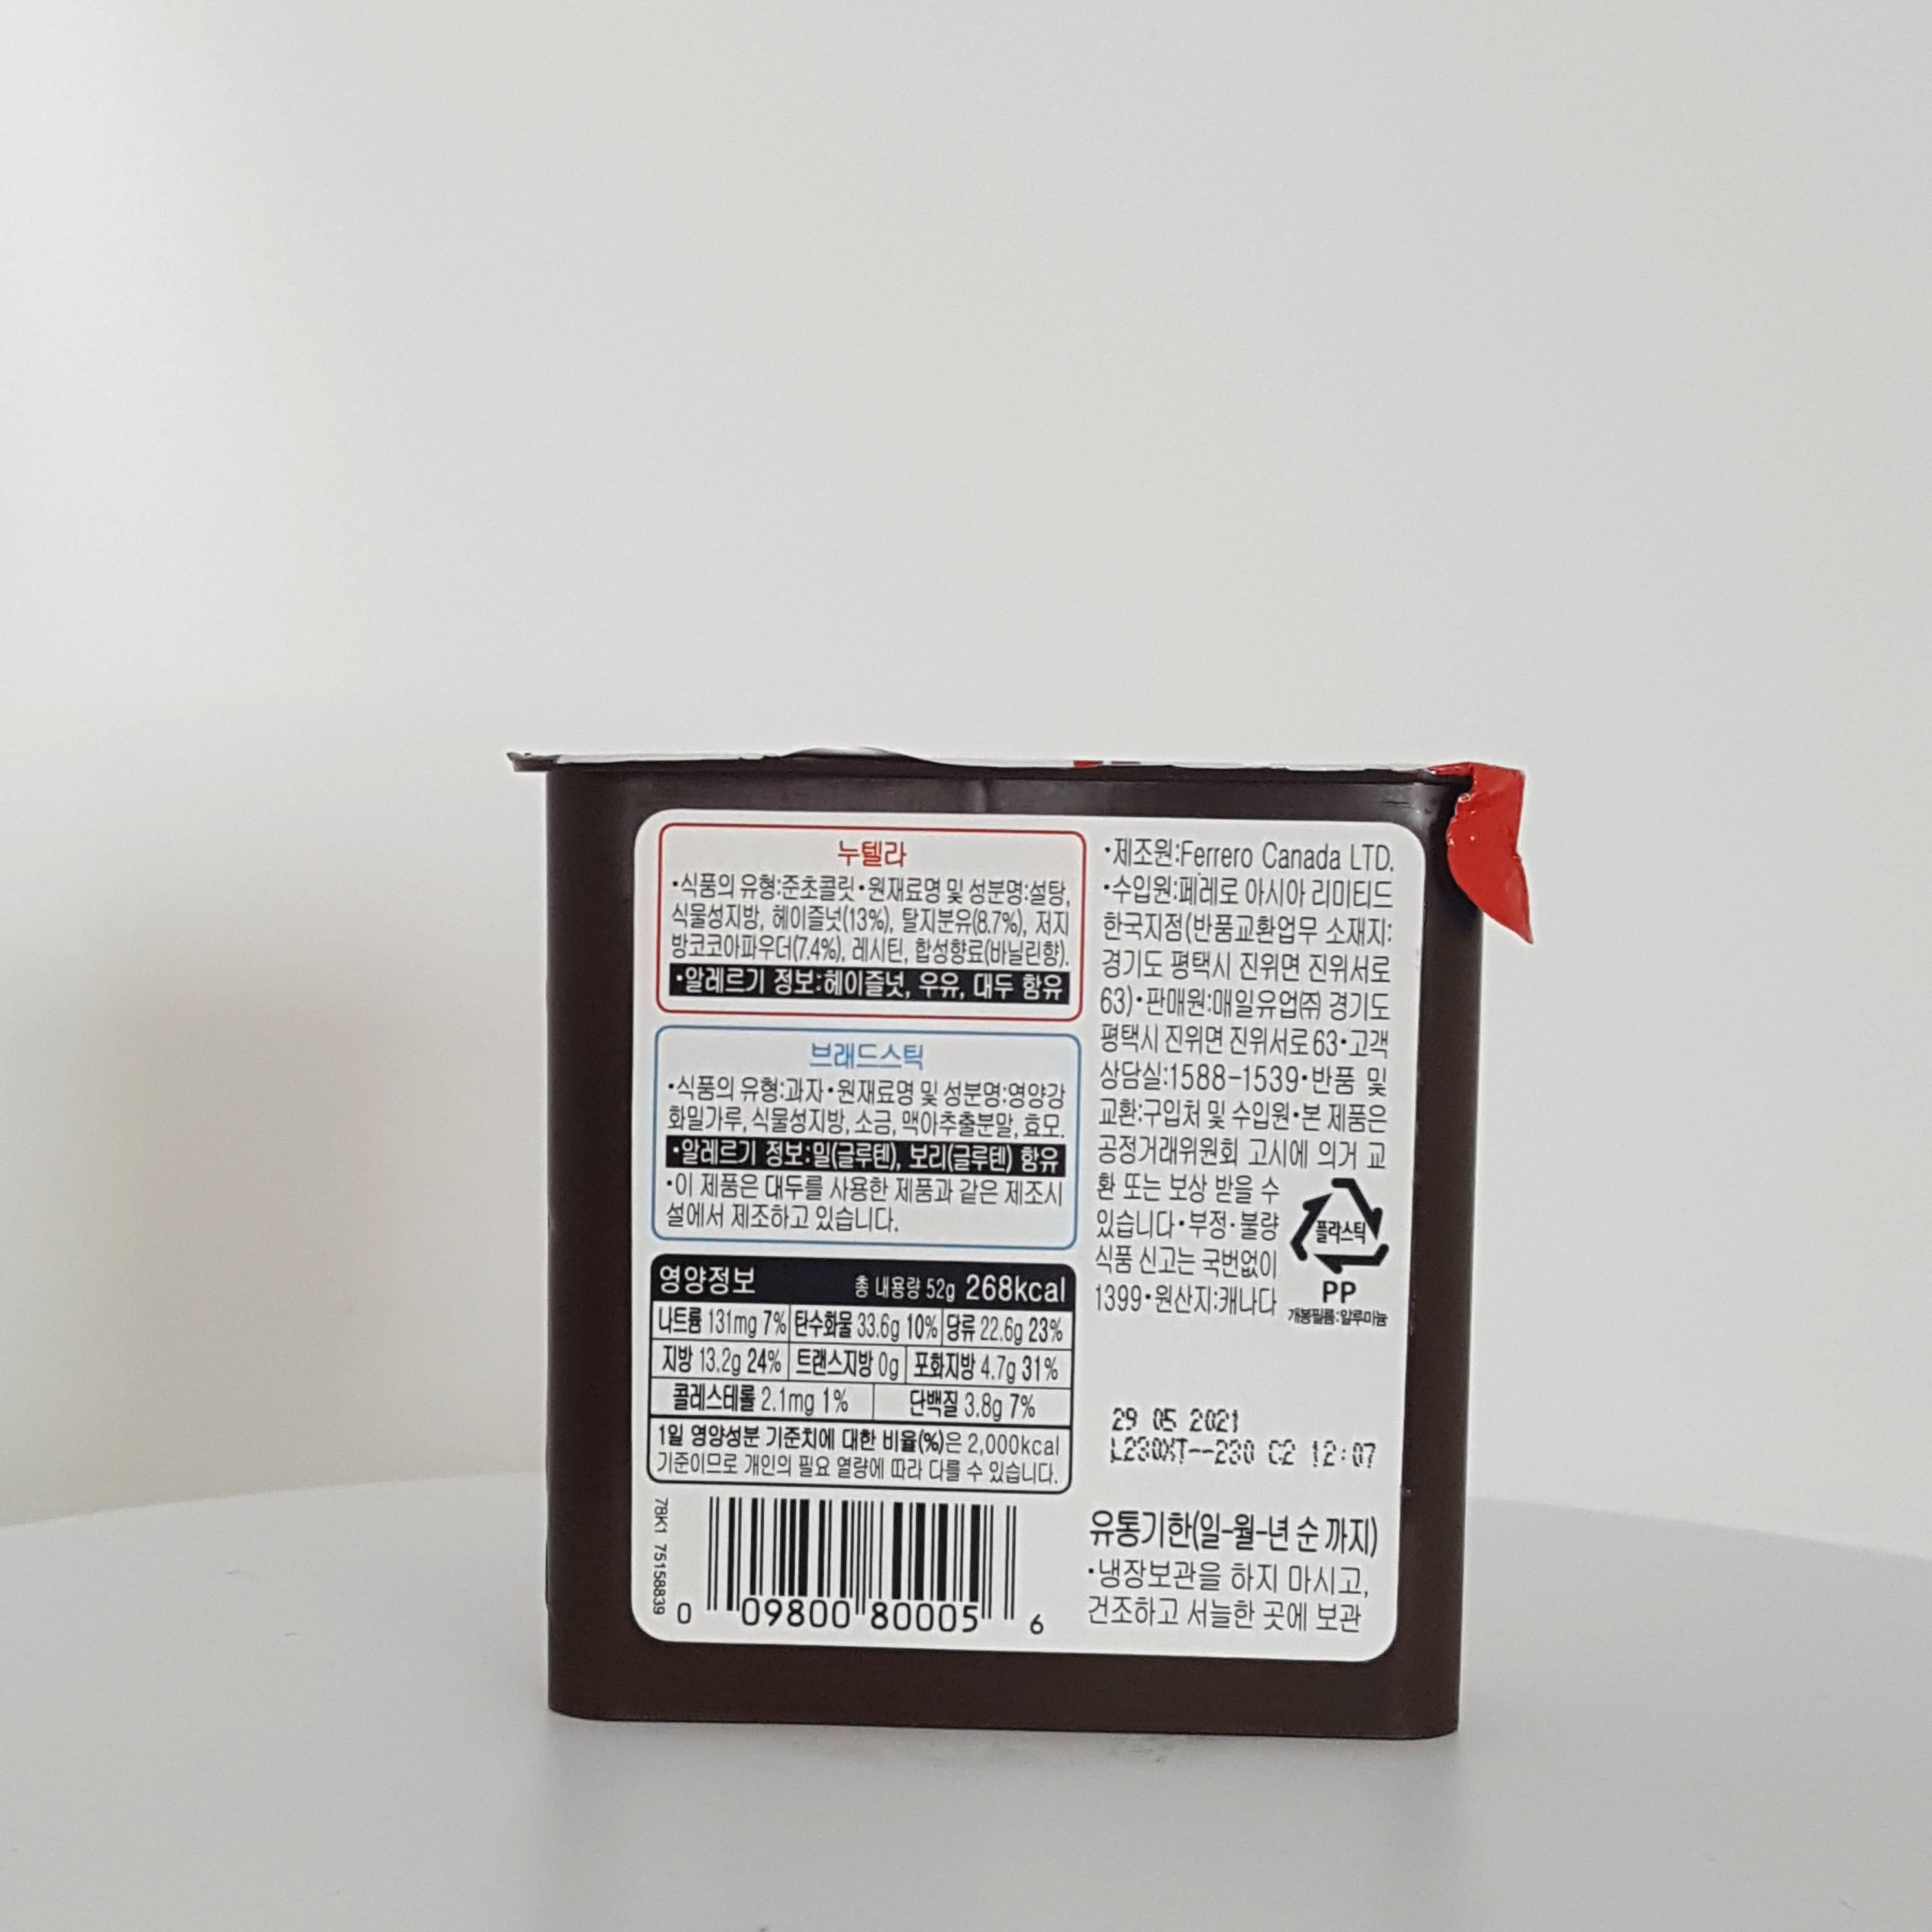 누텔라
·식품의 유형:준초콜릿·원재료명 및 성분명:설탕,
식물성지방, 헤이즐넛(13%), 탈지분유(8.7%), 저지
방코코아파우더(7.4%), 레시틴, 합성향료(바닐린향).
·알레르기 정보:헤이즐넛, 우유, 대두 함유
브래드스틱
·식품의 유형:과자·원재료명 및 성분명:영양강
화밀가루, 식물성지방, 소금, 맥아추출분말, 효모.
·알레르기 정보:밀(글루텐), 보리(글루텐) 함유
·이 제품은 대두를 사용한 제품과 같은 제조시
설에서 제조하고 있습니다.
영양정보 총 내용량 52g 268kcal
나트륨 131mg 7% 탄수화물 33.6g 10% 당류 22.6g 23%
지방 13.2g 24% 트랜스지방 0g 포화지방 4.7g 31%
콜레스테롤 2.1mg 1% 단백질 3.8g 7%
1일 영양성분 기준치에 대한 비율(%)은 2,000kcal
기준이므로 개인의 필요 열량에 따라 다를 수 있습니다.
78K1 75158839
0 09800 80005 6
·제조원:Ferrero Canada LTD.
·수입원:페레로 아시아 리미티드
한국지점(반품교환업무 소재지:
경기도 평택시 진위면 진위서로
63)·판매원:매일유업㈜ 경기도
평택시 진위면 진위서로 63·고객
상담실:1588-1539·반품 및
교환:구입처 및 수입원·본 제품은
공정거래위원회 고시에 의거 교
환 또는 보상 받을 수
있습니다·부정·불량
식품 신고는 국번없이
1399·원산지:캐나다
플라스틱
PP
개봉필름:알루미늄
29 05 2021
L230XT--230 C2 12:07
유통기한(일-월-년 순 까지)
·냉장보관을 하지 마시고,
건조하고 서늘한 곳에 보관